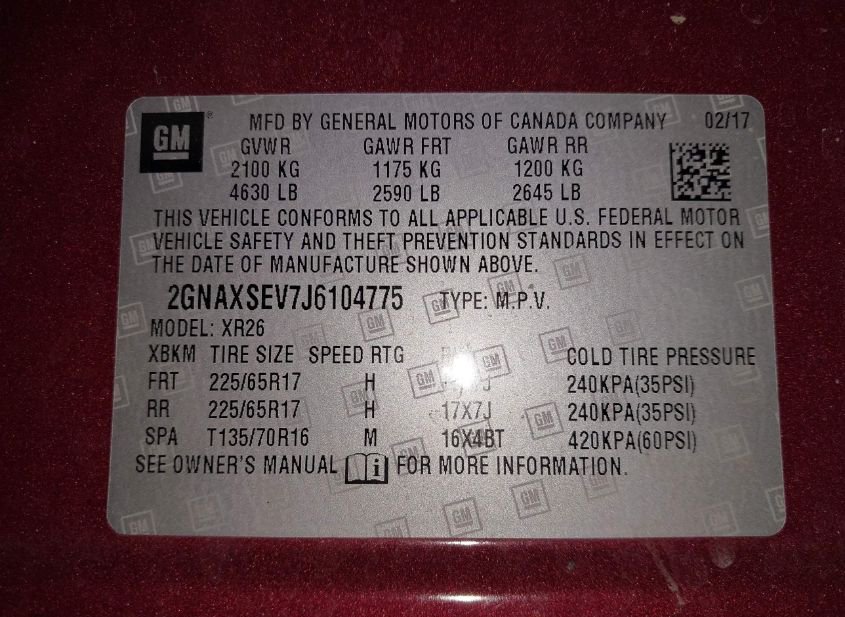 GM® MFD BY GENERAL MOTORS OF CANADA COMPANY 02/17
GVWR GAWR FRT GAWR RR
2100 KG 1175 KG 1200 KG
4630 LB 2590 LB 2645 LB
THIS VEHICLE CONFORMS TO ALL APPLICABLE U.S. FEDERAL MOTOR
VEHICLE SAFETY AND THEFT PREVENTION STANDARDS IN EFFECT ON
THE DATE OF MANUFACTURE SHOWN ABOVE.
2GNAXSEV7J6104775 TYPE: M.P.V.
MODEL: XR26
XBKM TIRE SIZE SPEED RTG COLD TIRE PRESSURE
FRT 225/65R17 H 240KPA(35PSI)
RR 225/65R17 H 17X7J 240KPA(35PSI)
SPA T135/70R16 M 16X4BT 420KPA(60PSI)
SEE OWNER'S MANUAL i FOR MORE INFORMATION.